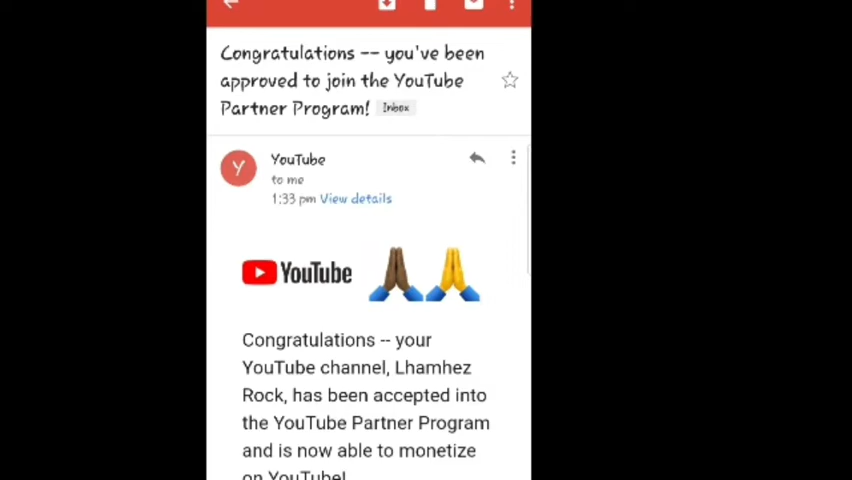 Congratulations -- you've been
approved to join the YouTube
Partner Program! Inbox
Y
YouTube
to me
1:33 pm View details
YouTube
Congratulations -- your
YouTube channel, Lhamhez
Rock, has been accepted into
the YouTube Partner Program
and is now able to monetize
on YouTube!